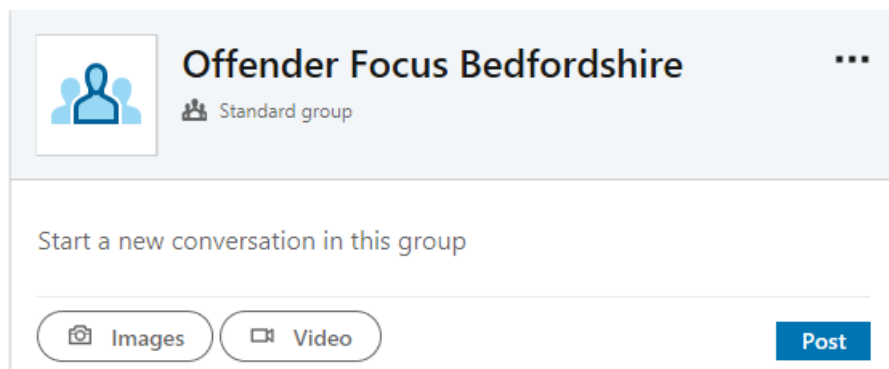 Offender Focus Bedfordshire
Standard group
Start a new conversation in this group
Images
Video
Post